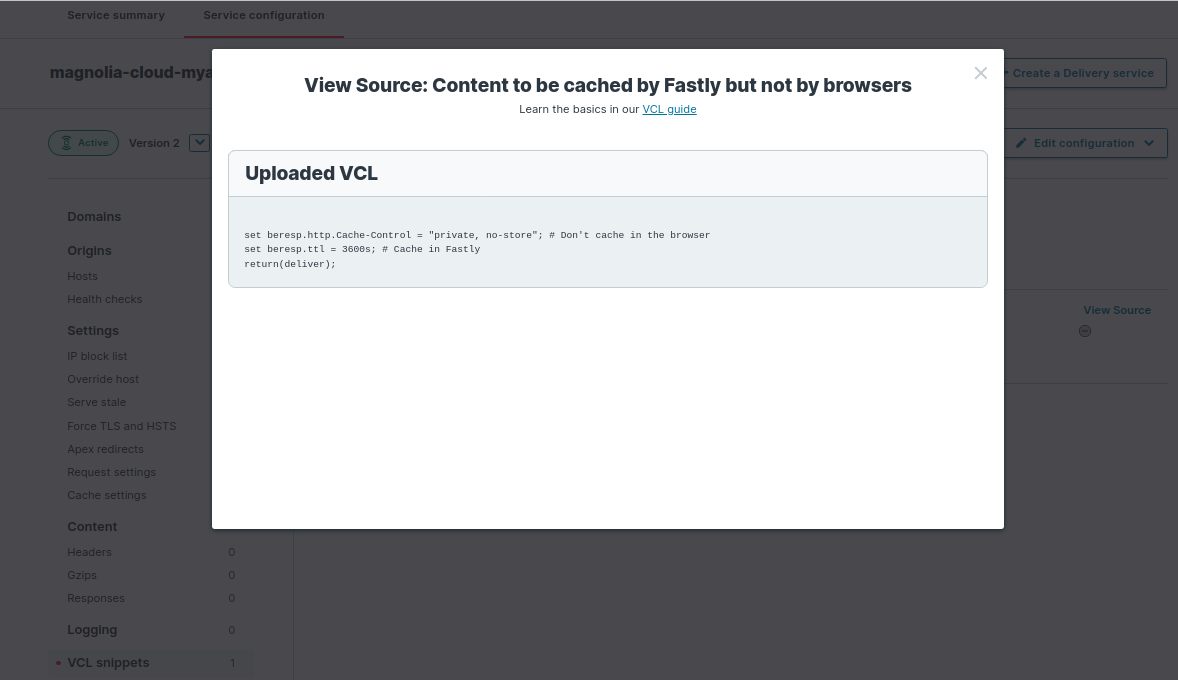 Service summary
Service configuration
magnolia-cloud-mya
Create a Delivery service
Active
Version 2
Edit configuration
Domains
Origins
Hosts
Health checks
Settings
IP block list
Override host
Serve stale
Force TLS and HSTS
Apex redirects
Request settings
Cache settings
Content
Headers 0
Gzips 0
Responses 0
Logging 0
VCL snippets 1
View Source
View Source: Content to be cached by Fastly but not by browsers
Learn the basics in our VCL guide
Uploaded VCL
set beresp.http.Cache-Control = "private, no-store"; # Don't cache in the browser
set beresp.ttl = 3600s; # Cache in Fastly
return(deliver);